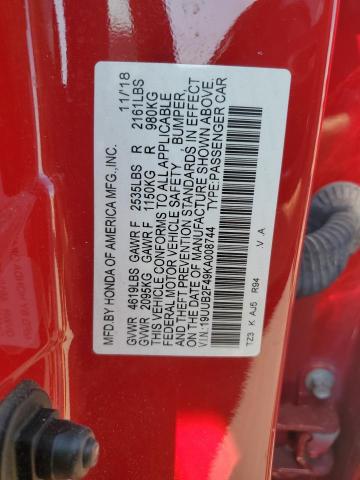 MFD.BY HONDA OF AMERICA MFG.,INC. 11/'18
GVWR 4619LBS GAWR F 2535LBS R 2161LBS
GVWR 2095KG GAWR F 1150KG R 980KG
THIS VEHICLE CONFORMS TO ALL APPLICABLE
FEDERAL MOTOR VEHICLE SAFETY BUMPER,
AND THEFT PREVENTION STANDARDS IN EFFECT
ON THE DATE OF MANUFACTURE SHOWN ABOVE.
V.I.N.:19UUB2F49KA008744 TYPE:PASSENGER CAR
TZ3 K AJ5 R94 .V A